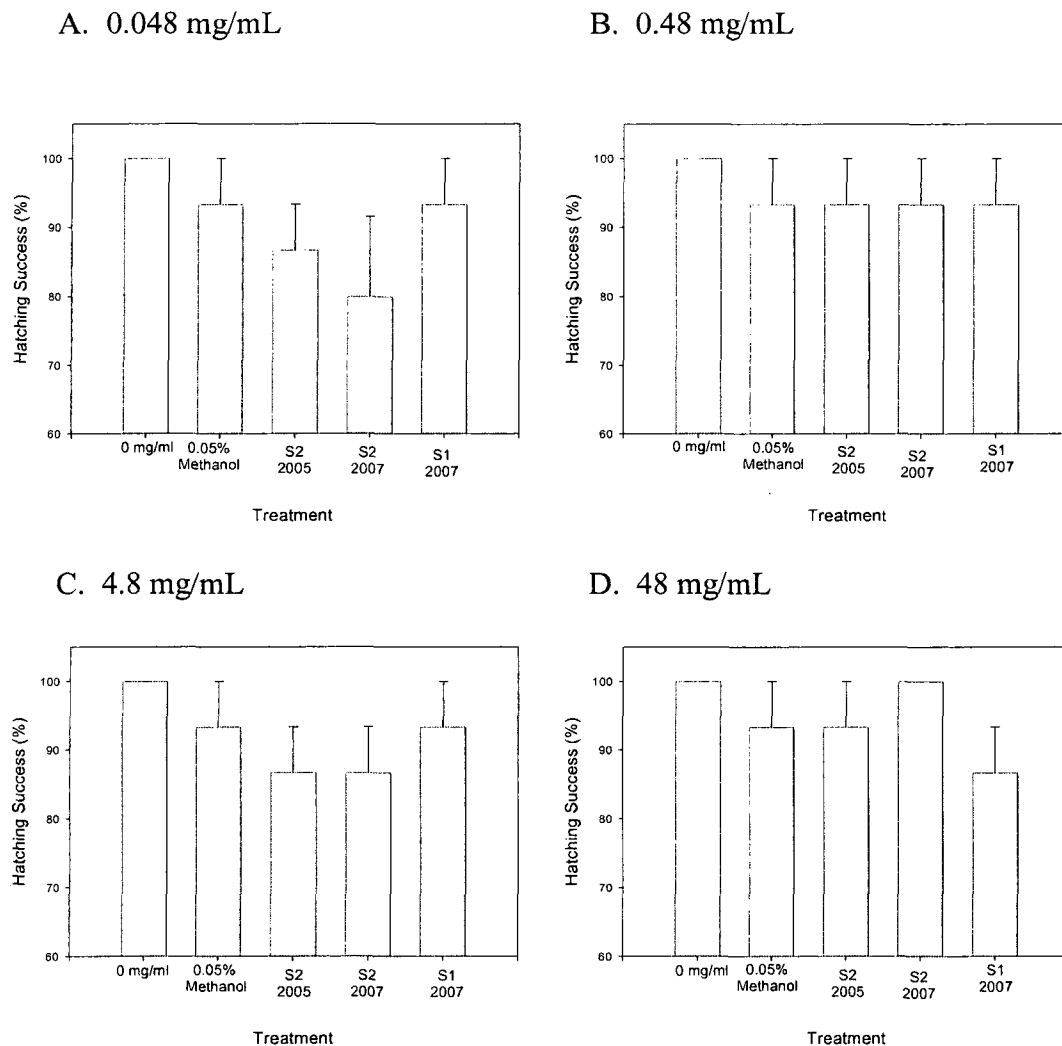 A. 0.048 mg/mL
100
90
80
70
60
Hatching Success (%)
0 mg/ml
0.05%
Methanol
S2
2005
S2
2007
S1
2007
Treatment
B. 0.48 mg/mL
100
90
80
70
60
Hatching Success (%)
0 mg/ml
0.05%
Methanol
S2
2005
S2
2007
S1
2007
Treatment
C. 4.8 mg/mL
100
90
80
70
60
Hatching Success (%)
0 mg/ml
0.05%
Methanol
S2
2005
S2
2007
S1
2007
Treatment
D. 48 mg/mL
100
90
80
70
60
Hatching Success (%)
0 mg/ml
0.05%
Methanol
S2
2005
S2
2007
S1
2007
Treatment